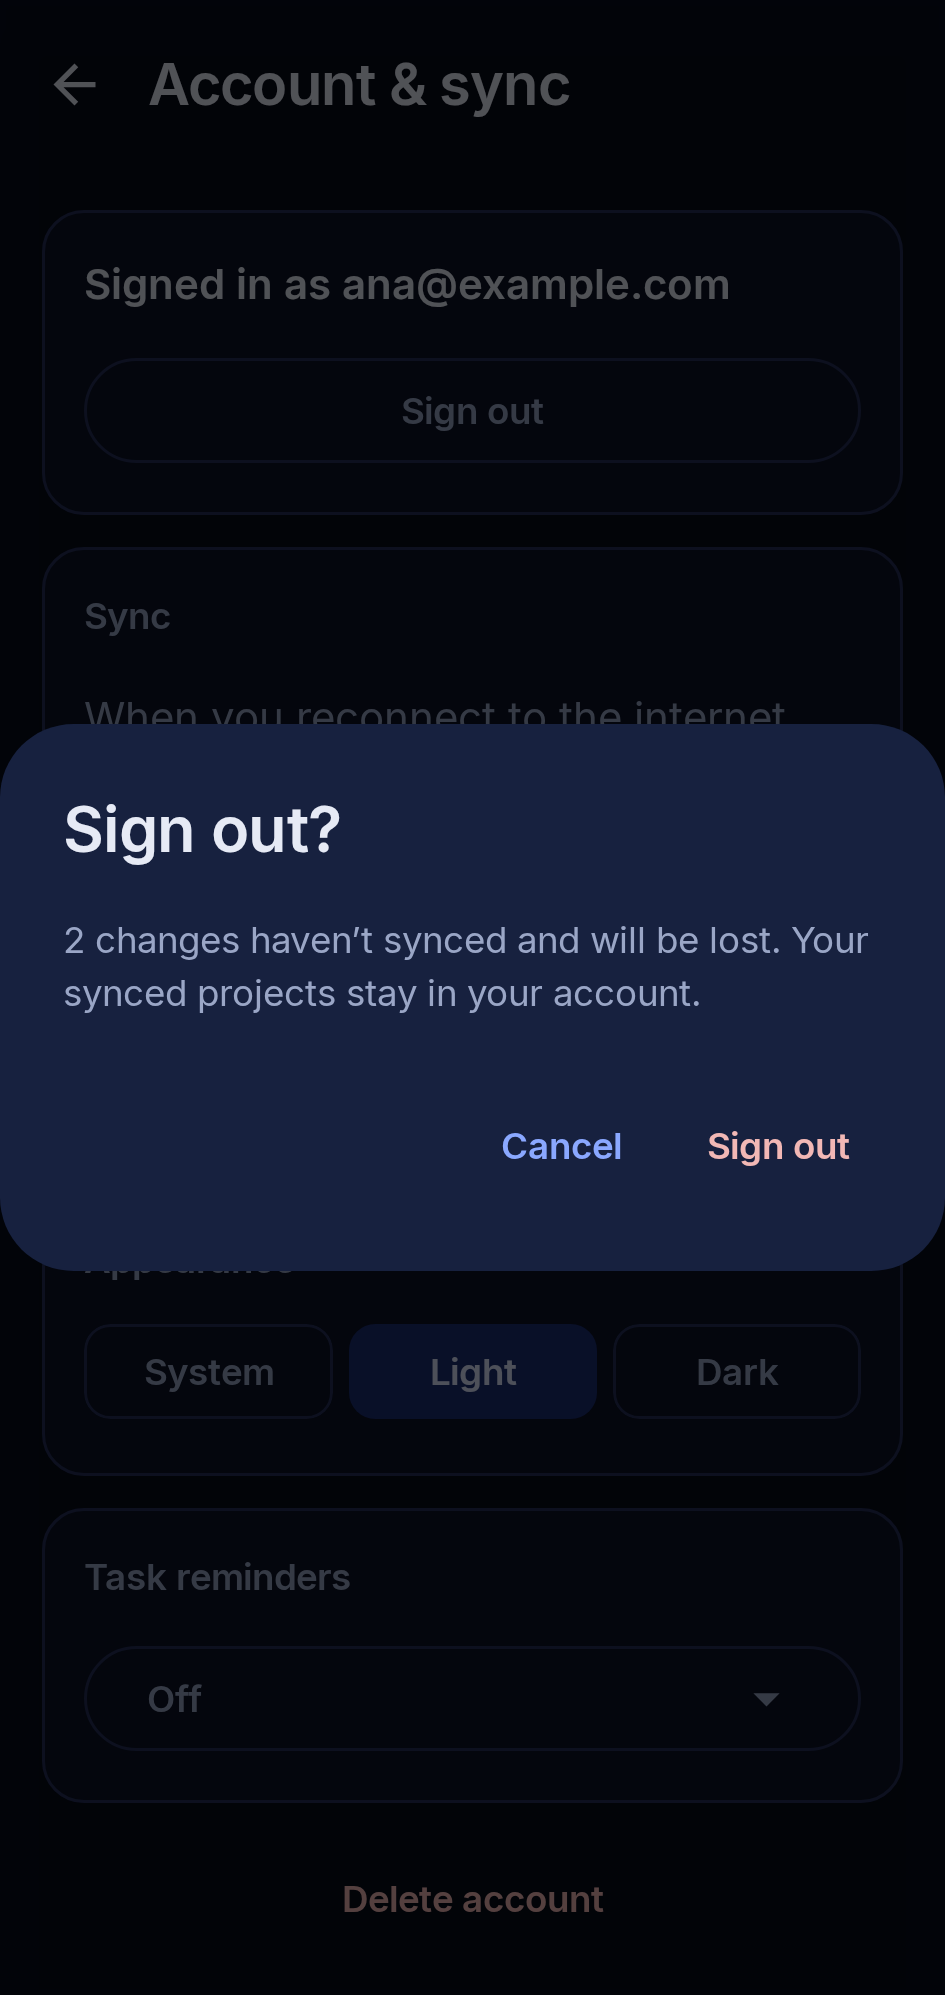 Account & sync
Signed in as ana@example.com
Sign out
Sync
When you reconnect to the internet
Sign out?
2 changes haven’t synced and will be lost. Your
synced projects stay in your account.
Cancel
Sign out
Appearance
System
Light
Dark
Task reminders
Off
Delete account